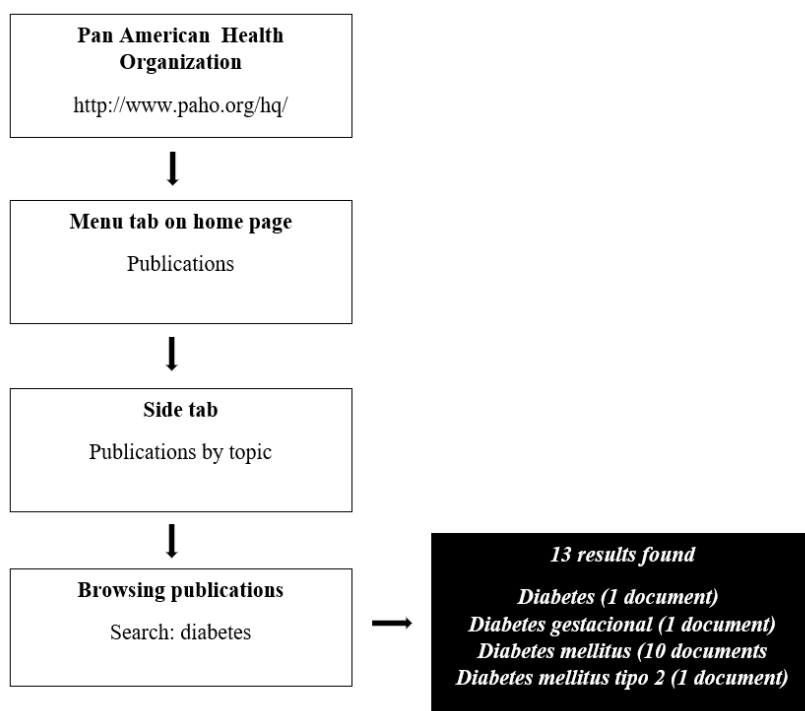 Pan American Health
Organization
http://www.paho.org/hq/
Menu tab on home page
Publications
Side tab
Publications by topic
Browsing publications
Search: diabetes
13 results found
Diabetes (1 document)
Diabetes gestacional (1 document)
Diabetes mellitus (10 documents
Diabetes mellitus tipo 2 (1 document)